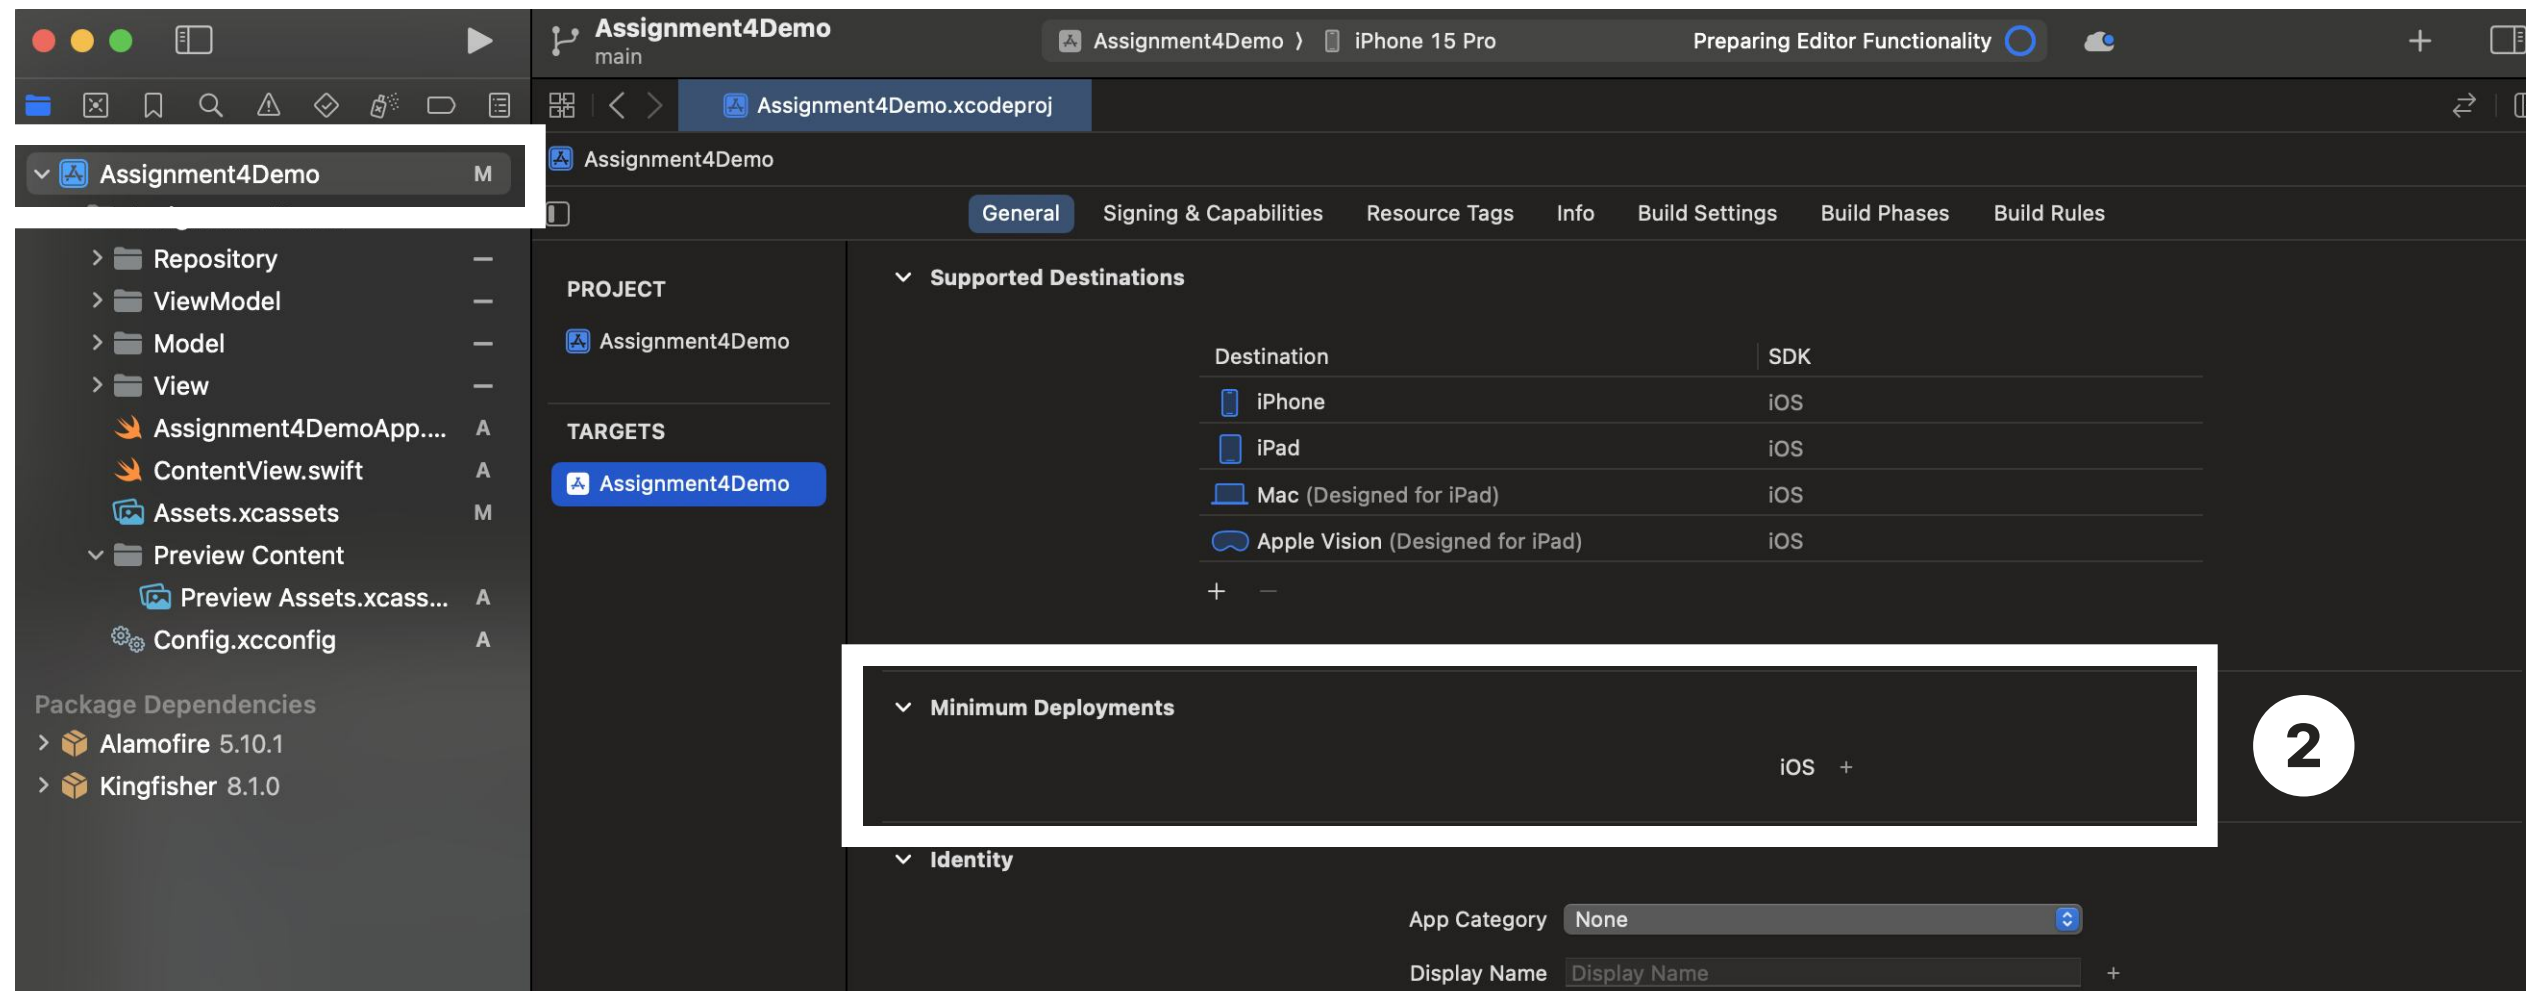 Assignment4Demo
main
Assignment4Demo
iPhone 15 Pro
Preparing Editor Functionality
Assignment4Demo.xcodeproj
Assignment4Demo M
Repository
ViewModel
Model
View
Assignment4DemoApp.... A
ContentView.swift A
Assets.xcassets M
Preview Content
Preview Assets.xcass... A
Config.xcconfig A
Package Dependencies
Alamofire 5.10.1
Kingfisher 8.1.0
Assignment4Demo
General Signing & Capabilities Resource Tags Info Build Settings Build Phases Build Rules
PROJECT
Assignment4Demo
TARGETS
Assignment4Demo
Supported Destinations
Destination SDK
iPhone iOS
iPad iOS
Mac (Designed for iPad) iOS
Apple Vision (Designed for iPad) iOS
+ −
Minimum Deployments
iOS +
2
Identity
App Category None
Display Name Display Name +